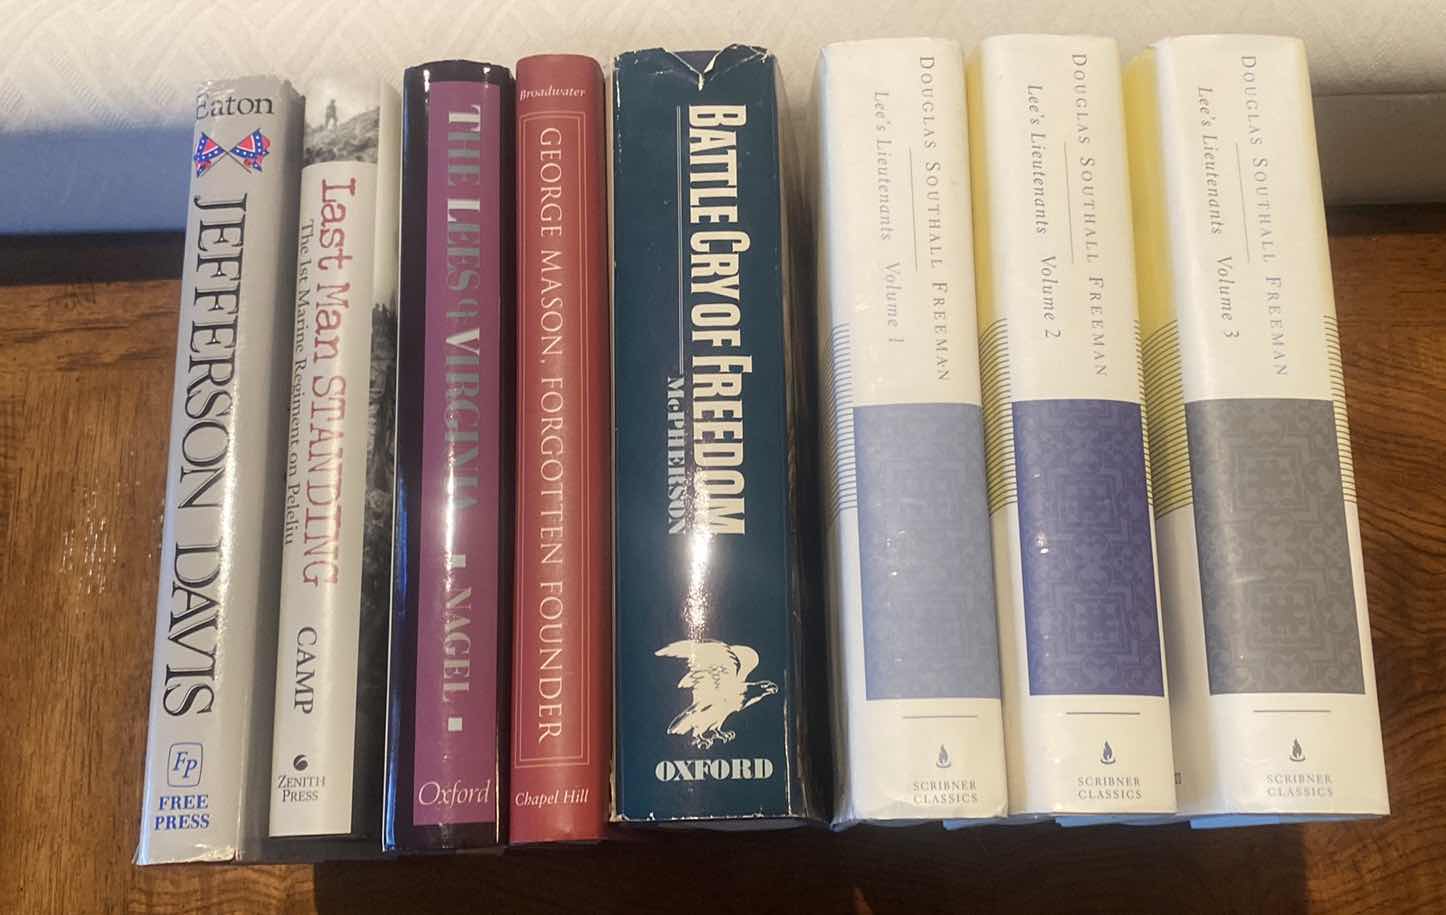 Eaton
JEFFERSON DAVIS
FP
FREE
PRESS
Last Man STANDING
The 1st Marine Regiment on Peleliu
CAMP
ZENITH
PRESS
THE LEES of VIRGINIA ▪ NAGEL ▪
Oxford
Broadwater
GEORGE MASON, FORGOTTEN FOUNDER
Chapel Hill
BATTLE CRY OF FREEDOM
McPHERSON
OXFORD
DOUGLAS SOUTHALL FREEMAN
Lee's Lieutenants Volume 1
SCRIBNER
CLASSICS
DOUGLAS SOUTHALL FREEMAN
Lee's Lieutenants Volume 2
SCRIBNER
CLASSICS
DOUGLAS SOUTHALL FREEMAN
Lee's Lieutenants Volume 3
SCRIBNER
CLASSICS